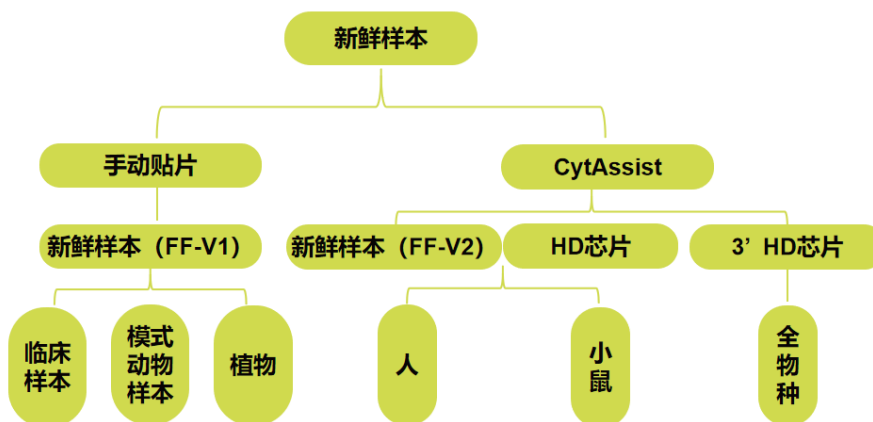 新鲜样本
手动贴片
CytAssist
新鲜样本（FF-V1）
新鲜样本（FF-V2）
HD芯片
3’ HD芯片
临床
样本
模式
动物
样本
植物
人
小
鼠
全
物
种